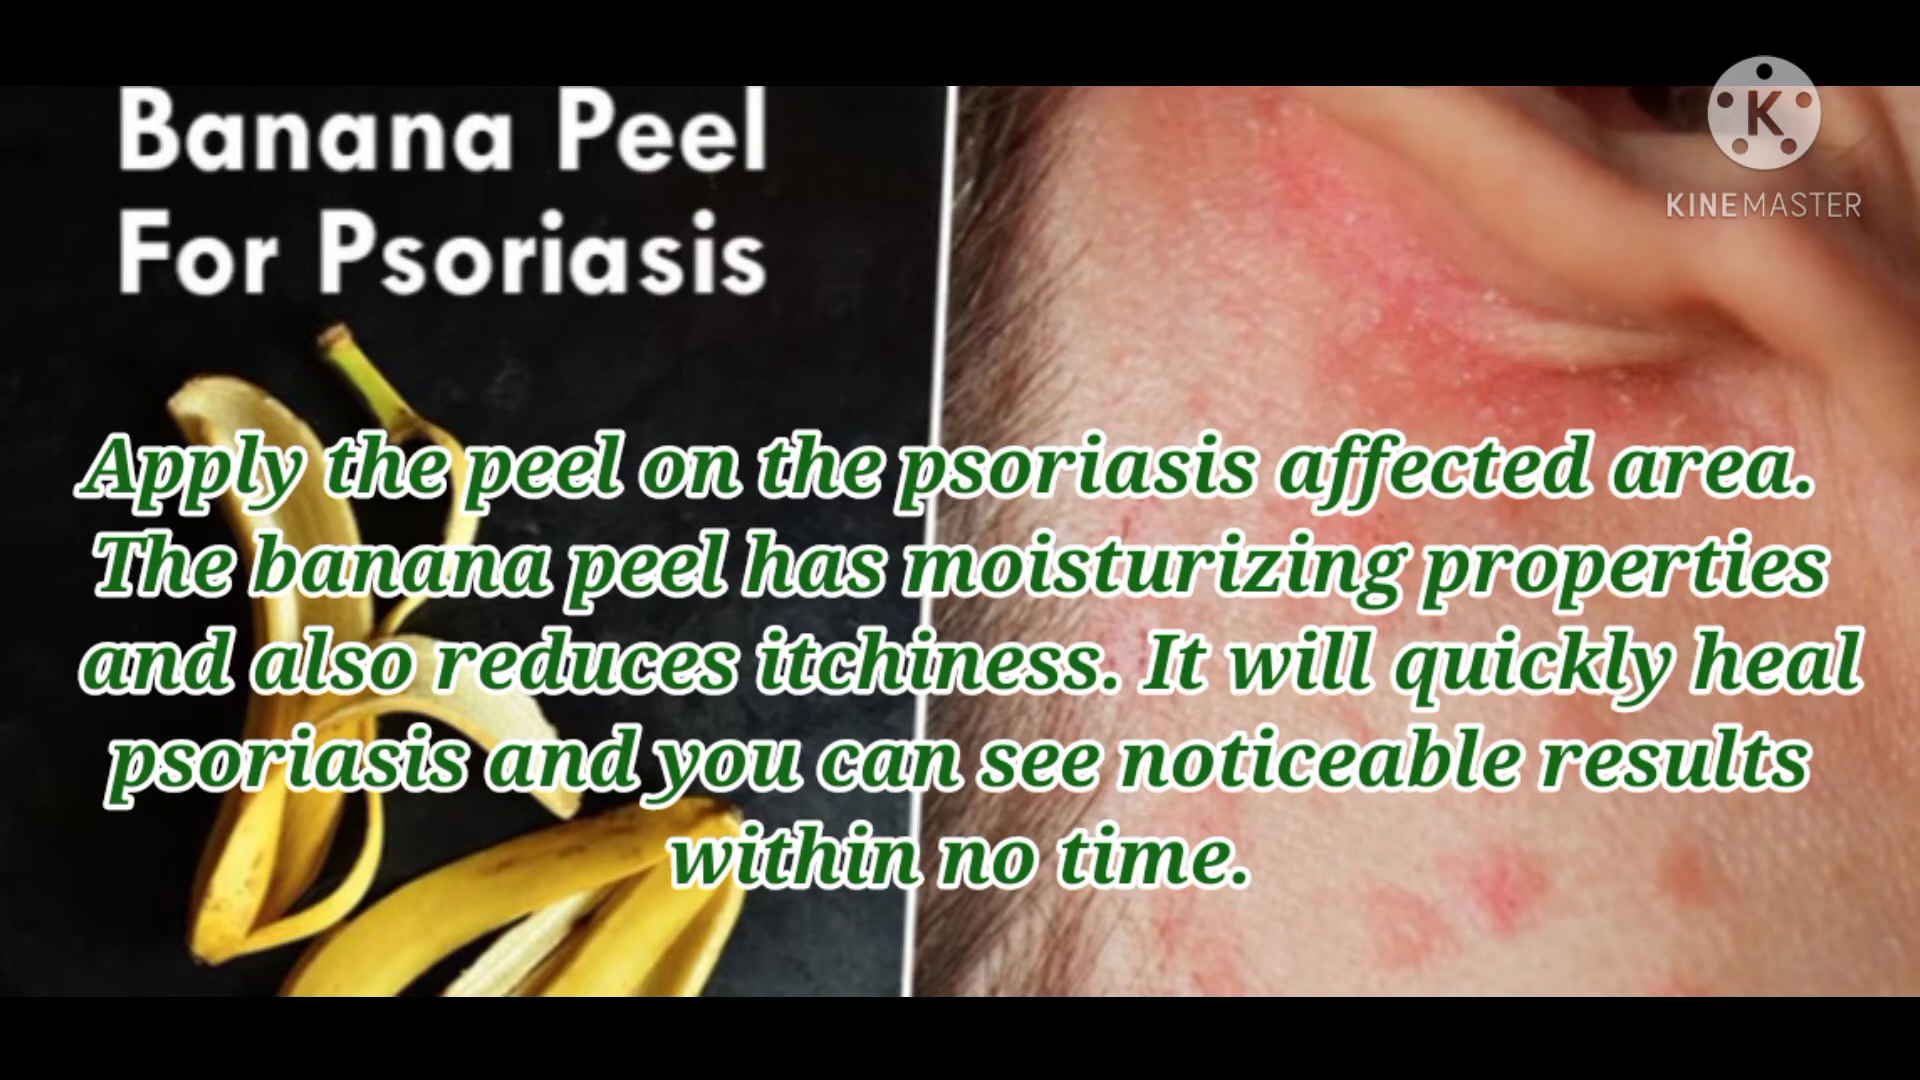 Banana Peel
For Psoriasis
K
KINEMASTER
Apply the peel on the psoriasis affected area.
The banana peel has moisturizing properties
and also reduces itchiness. It will quickly heal
psoriasis and you can see noticeable results
within no time.